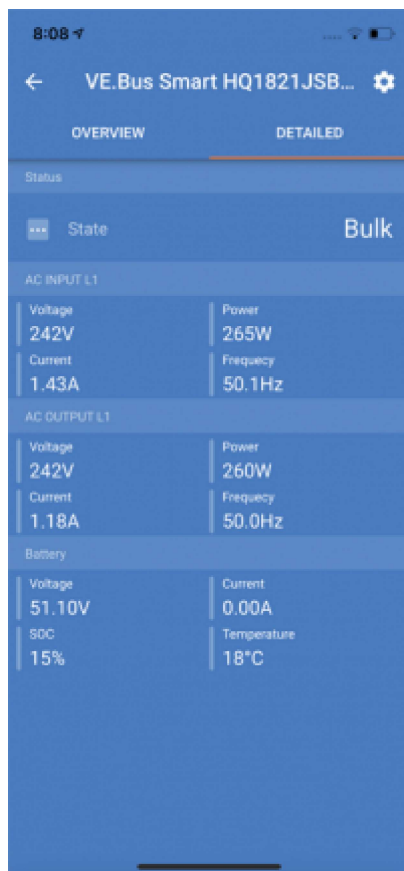 8:08
VE.Bus Smart HQ1821JSB...
OVERVIEW DETAILED
Status
State Bulk
AC INPUT L1
Voltage Power
242V 265W
Current Frequecy
1.43A 50.1Hz
AC OUTPUT L1
Voltage Power
242V 260W
Current Frequecy
1.18A 50.0Hz
Battery
Voltage Current
51.10V 0.00A
SOC Temperature
15% 18°C